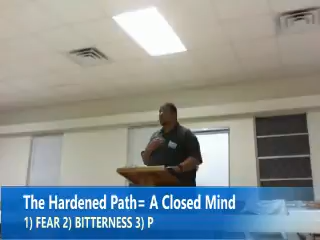 The Hardened Path= A Closed Mind
1) FEAR 2) BITTERNESS 3) P